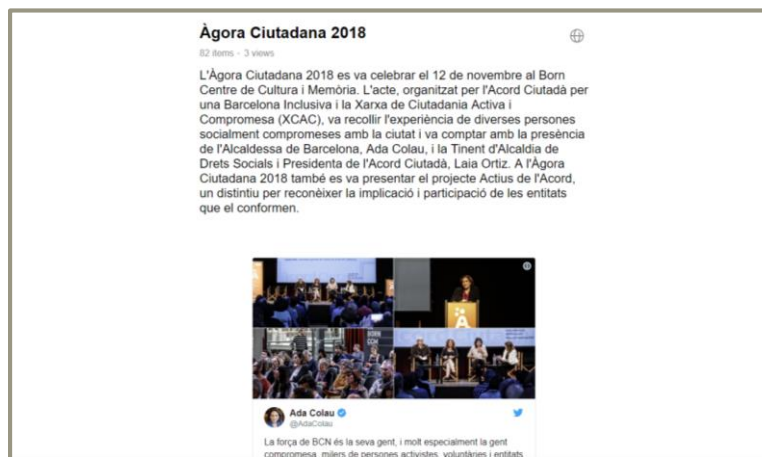 Àgora Ciutadana 2018
82 items - 3 views
L'Àgora Ciutadana 2018 es va celebrar el 12 de novembre al Born
Centre de Cultura i Memòria. L'acte, organitzat per l'Acord Ciutadà per
una Barcelona Inclusiva i la Xarxa de Ciutadania Activa i
Compromesa (XCAC), va recollir l'experiència de diverses persones
socialment compromeses amb la ciutat i va comptar amb la presència
de l'Alcaldessa de Barcelona, Ada Colau, i la Tinent d'Alcaldia de
Drets Socials i Presidenta de l'Acord Ciutadà, Laia Ortiz. A l'Àgora
Ciutadana 2018 també es va presentar el projecte Actius de l'Acord,
un distintiu per reconèixer la implicació i participació de les entitats
que el conformen.
BORN
Ada Colau
@AdaColau
La força de BCN és la seva gent, i molt especialment la gent
compromesa, milers de persones activistes, voluntàries i entitats